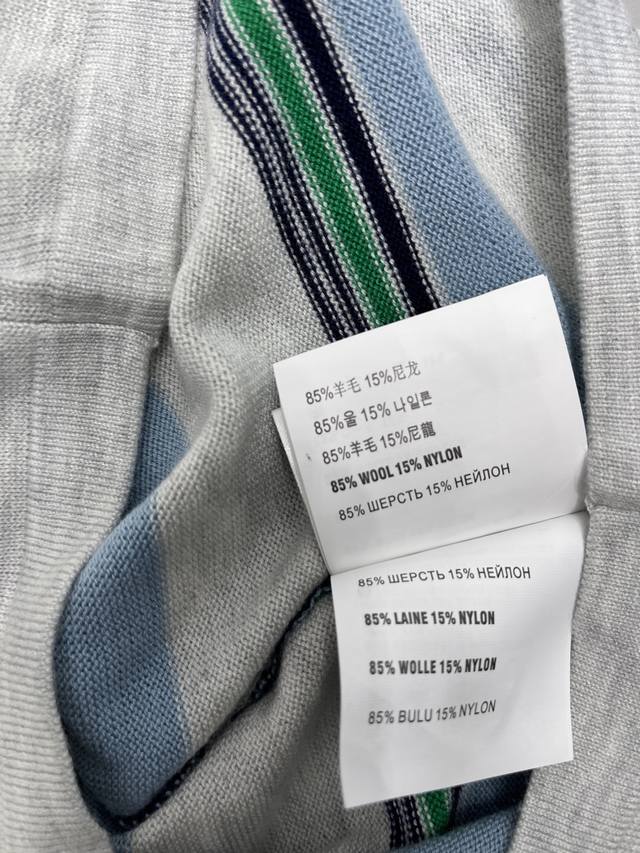 85%羊毛 15%尼龙
85%울 15% 나일론
85%羊毛 15%尼龍
85% WOOL 15% NYLON
85% ШЕРСТЬ 15% НЕЙЛОН
85% ШЕРСТЬ 15% НЕЙЛОН
85% LAINE 15% NYLON
85% WOLLE 15% NYLON
85% BULU 15% NYLON